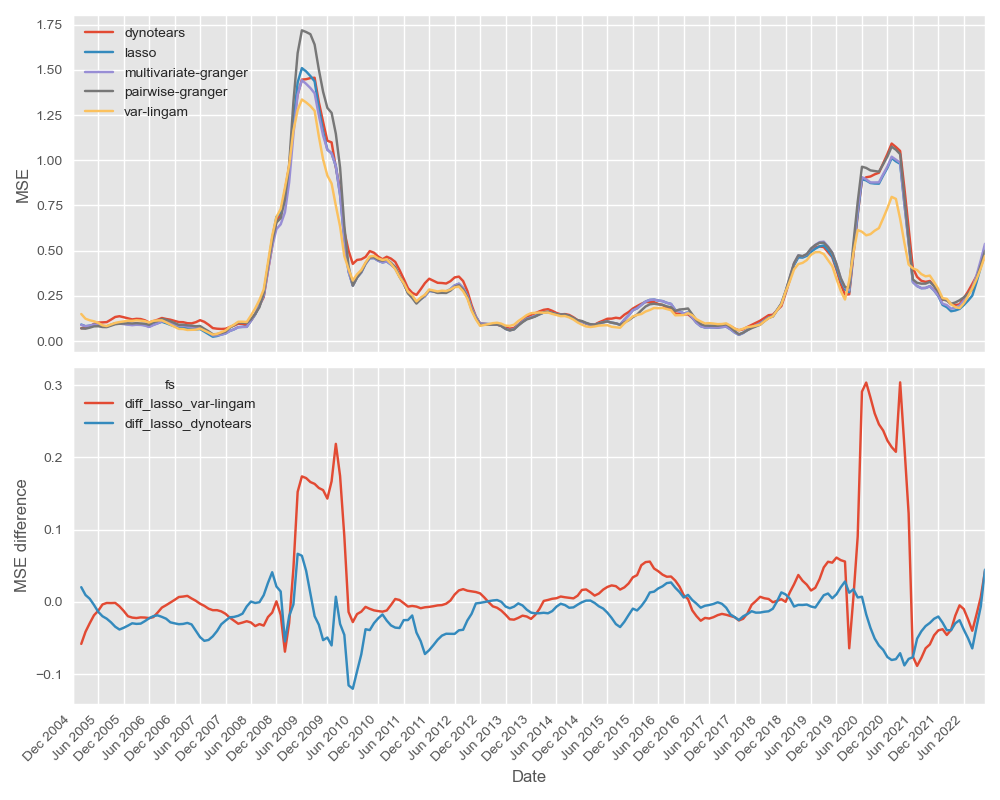 1.75
1.50
1.25
1.00
0.75
0.50
0.25
0.00
MSE
dynotears
lasso
multivariate-granger
pairwise-granger
var-lingam
0.3
0.2
0.1
0.0
−0.1
MSE difference
fs
diff_lasso_var-lingam
diff_lasso_dynotears
Dec 2004
Jun 2005
Dec 2005
Jun 2006
Dec 2006
Jun 2007
Dec 2007
Jun 2008
Dec 2008
Jun 2009
Dec 2009
Jun 2010
Dec 2010
Jun 2011
Dec 2011
Jun 2012
Dec 2012
Jun 2013
Dec 2013
Jun 2014
Dec 2014
Jun 2015
Dec 2015
Jun 2016
Dec 2016
Jun 2017
Dec 2017
Jun 2018
Dec 2018
Jun 2019
Dec 2019
Jun 2020
Dec 2020
Jun 2021
Dec 2021
Jun 2022
Date